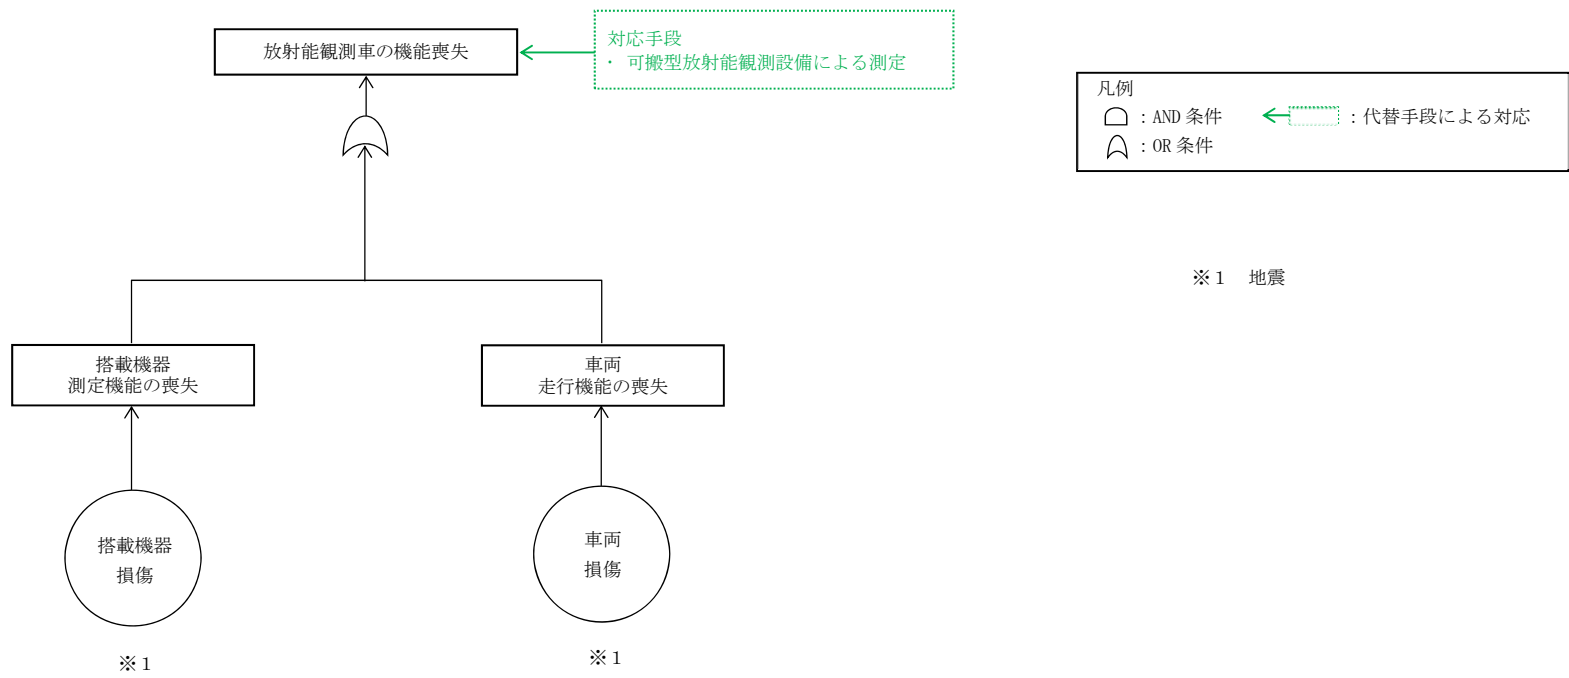 放射能観測車の機能喪失
対応手段
・ 可搬型放射能観測設備による測定
凡例
：AND 条件
：代替手段による対応
：OR 条件
※１　地震
搭載機器
測定機能の喪失
車両
走行機能の喪失
搭載機器
損傷
車両
損傷
※１
※１